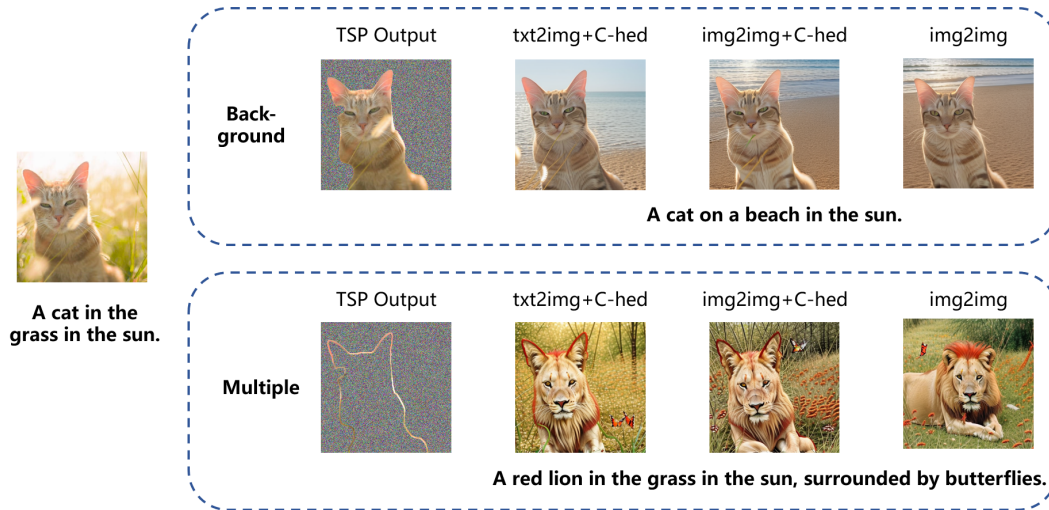 TSP Output
txt2img+C-hed
img2img+C-hed
img2img
Back-
ground
A cat on a beach in the sun.
A cat in the
grass in the sun.
TSP Output
txt2img+C-hed
img2img+C-hed
img2img
Multiple
A red lion in the grass in the sun, surrounded by butterflies.